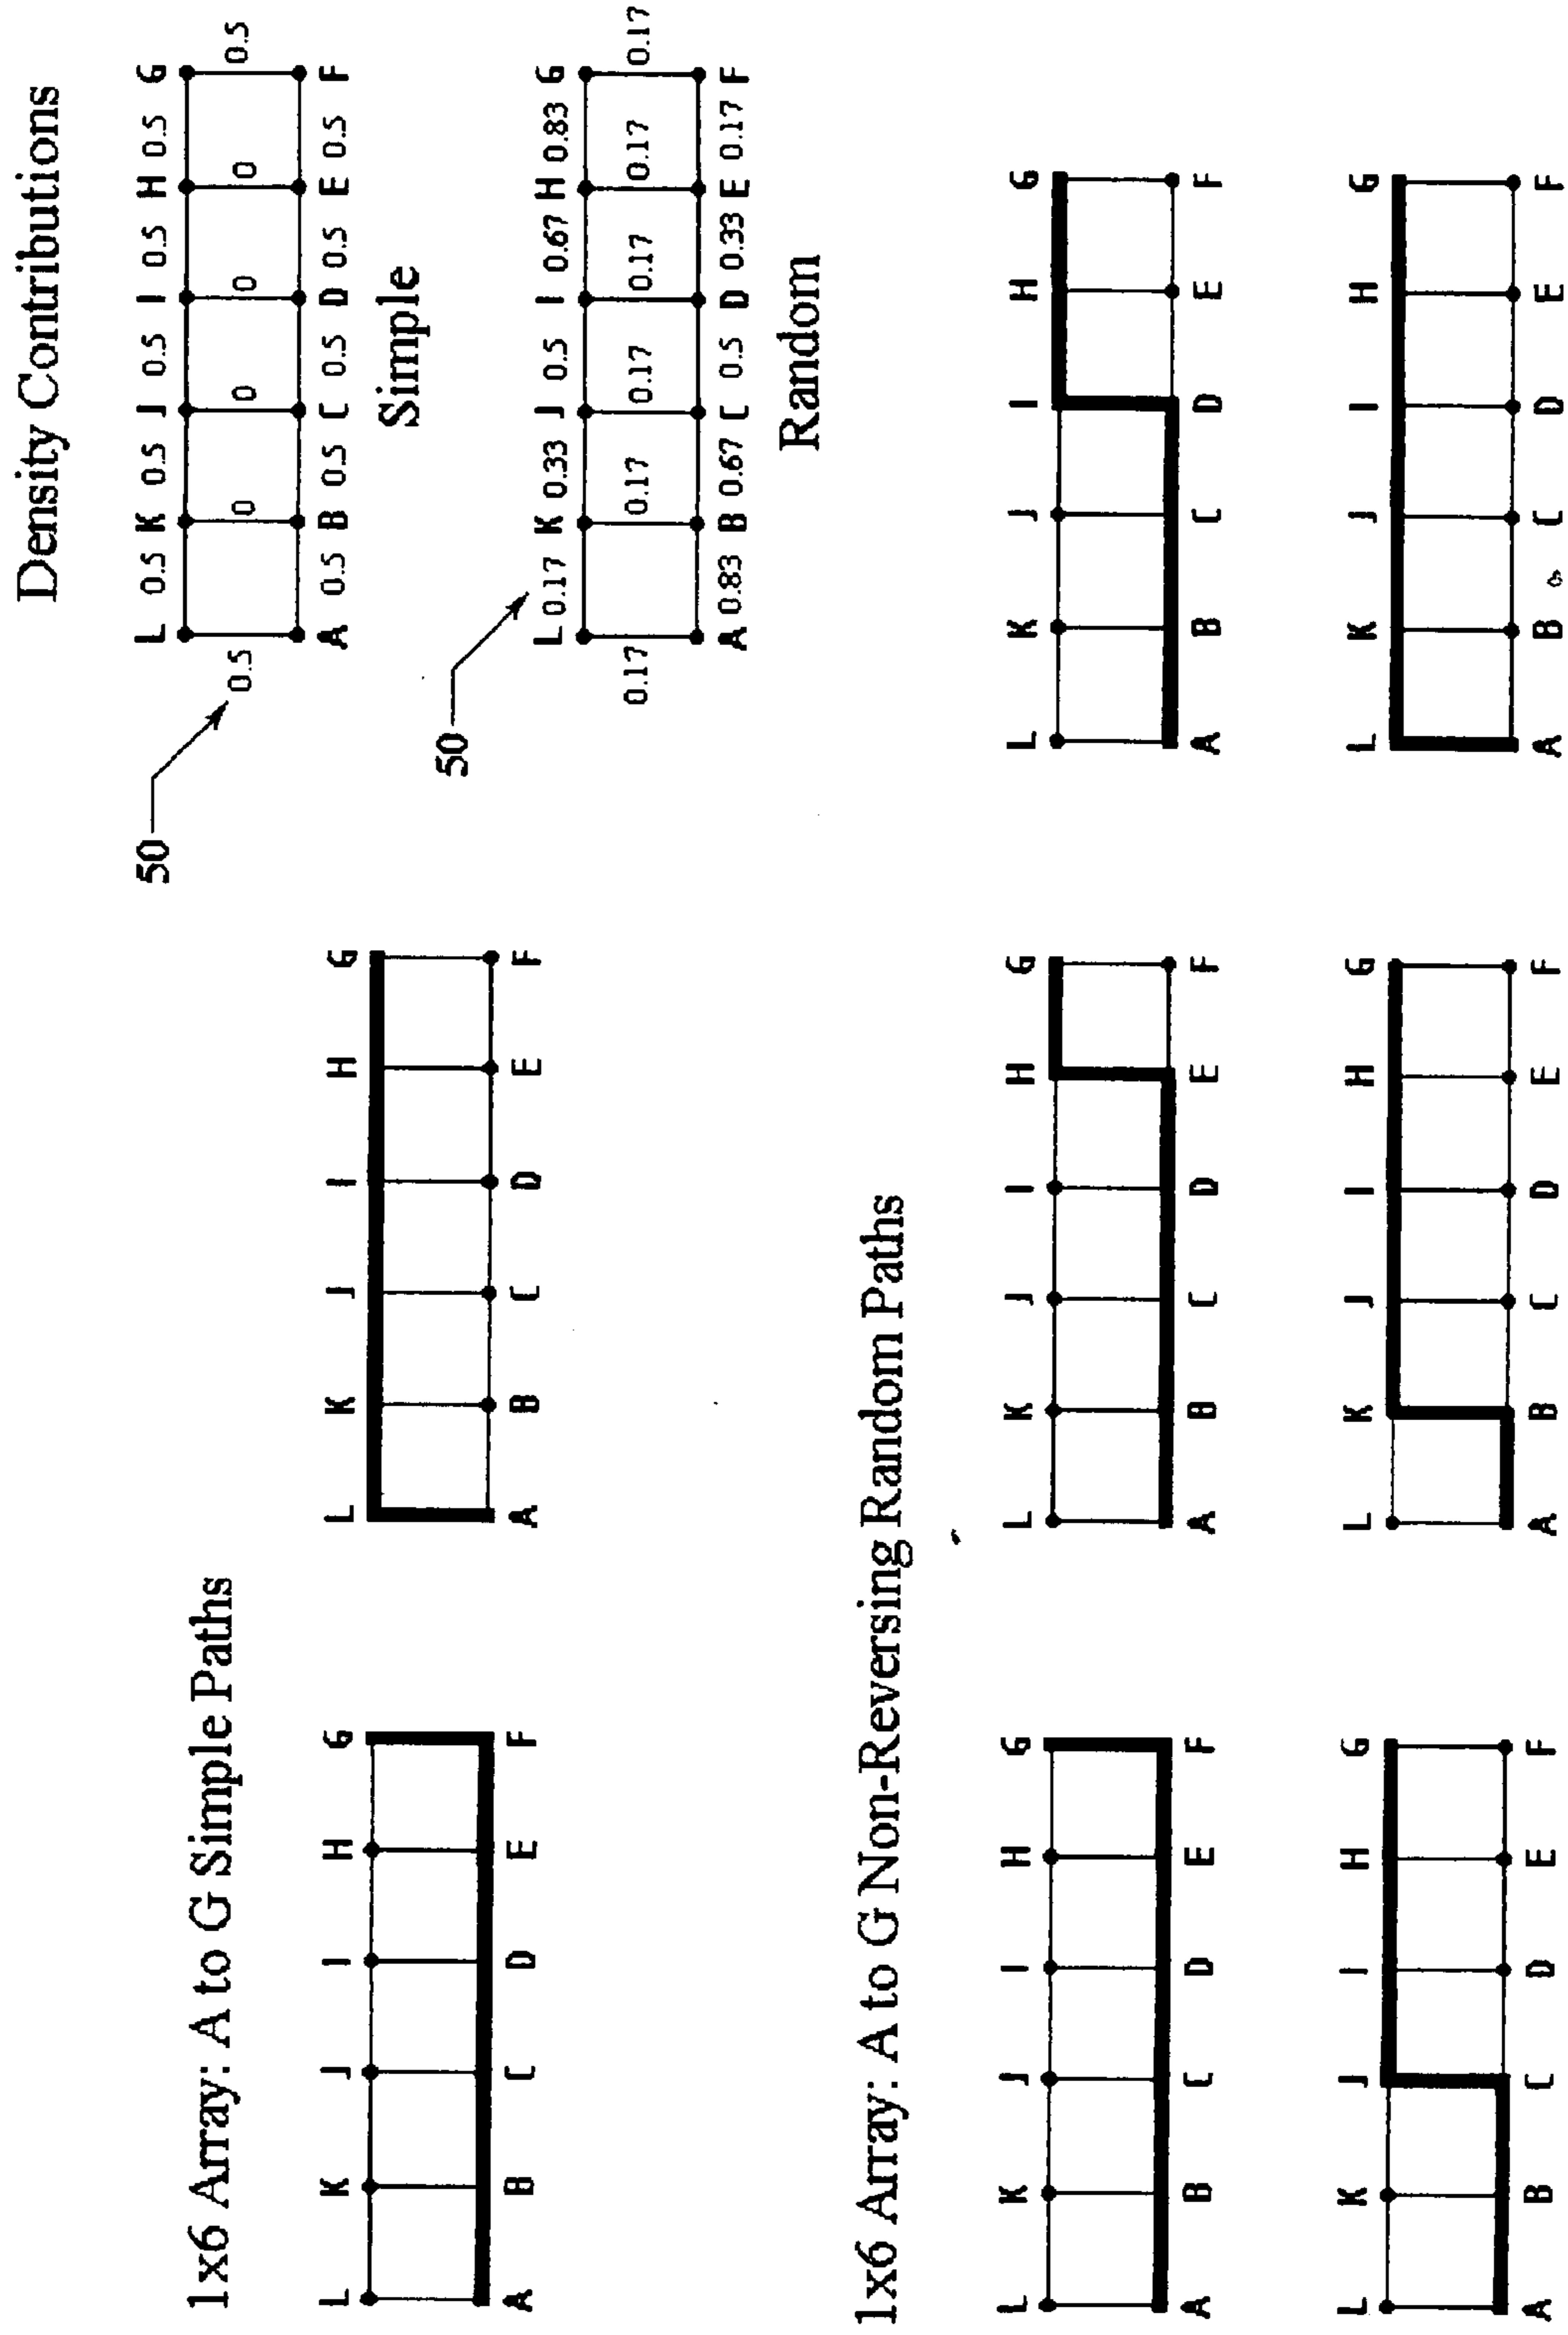 Density Contributions
1x6 Array: A to G Simple Paths
L K J I H G
A B C D E F
L K J I H G
A B C D E F
50
L 0.5 K 0.5 J 0.5 I 0.5 H 0.5 G
0.5 0 0 0 0 0.5
A 0.5 B 0.5 C 0.5 D 0.5 E 0.5 F
Simple
50
L 0.17 K 0.33 J 0.5 I 0.67 H 0.83 G
0.17 0.17 0.17 0.17 0.17 0.17
A 0.83 B 0.67 C 0.5 D 0.33 E 0.17 F
Random
1x6 Array: A to G Non-Reversing Random Paths
L K J I H G
A B C D E F
L K J I H G
A B C D E F
L K J I H G
A B C D E F
L K J I H G
A B C D E F
L K J I H G
A B C D E F
L K J I H G
A B C D E F